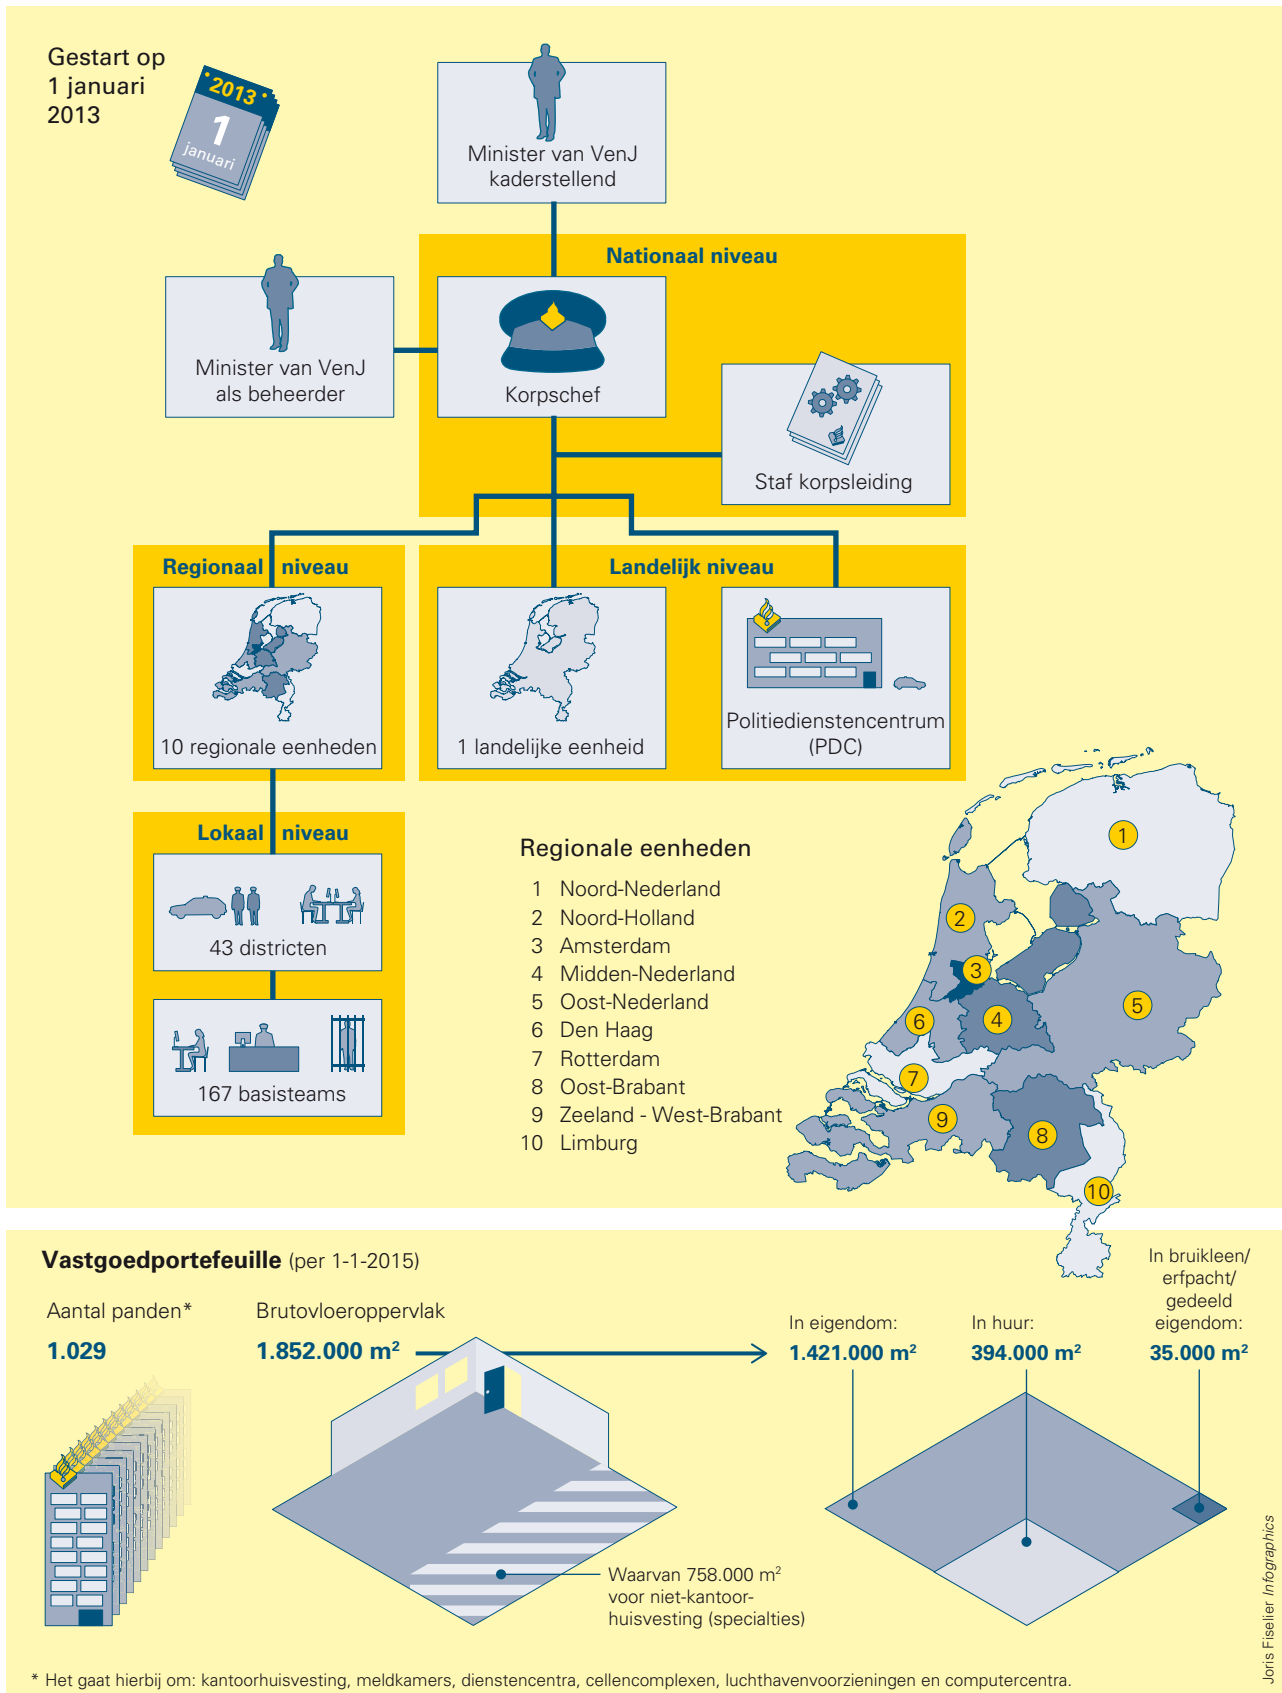 Gestart op
1 januari
2013
2013
1
januari
Minister van VenJ
kaderstellend
Nationaal niveau
Minister van VenJ
als beheerder
Korpschef
Staf korpsleiding
Regionaal niveau
Landelijk niveau
10 regionale eenheden
1 landelijke eenheid
Politiedienstencentrum
(PDC)
Lokaal niveau
43 districten
167 basisteams
Regionale eenheden
1 Noord-Nederland
2 Noord-Holland
3 Amsterdam
4 Midden-Nederland
5 Oost-Nederland
6 Den Haag
7 Rotterdam
8 Oost-Brabant
9 Zeeland - West-Brabant
10 Limburg
1
2
3
4
5
6
7
8
9
10
Vastgoedportefeuille (per 1-1-2015)
Aantal panden*
1.029
Brutovloeroppervlak
1.852.000 m²
In eigendom:
1.421.000 m²
In huur:
394.000 m²
In bruikleen/
erfpacht/
gedeeld
eigendom:
35.000 m²
Waarvan 758.000 m²
voor niet-kantoor-
huisvesting (specialties)
* Het gaat hierbij om: kantoorhuisvesting, meldkamers, dienstencentra, cellencomplexen, luchthavenvoorzieningen en computercentra.
Joris Fiselier Infographics